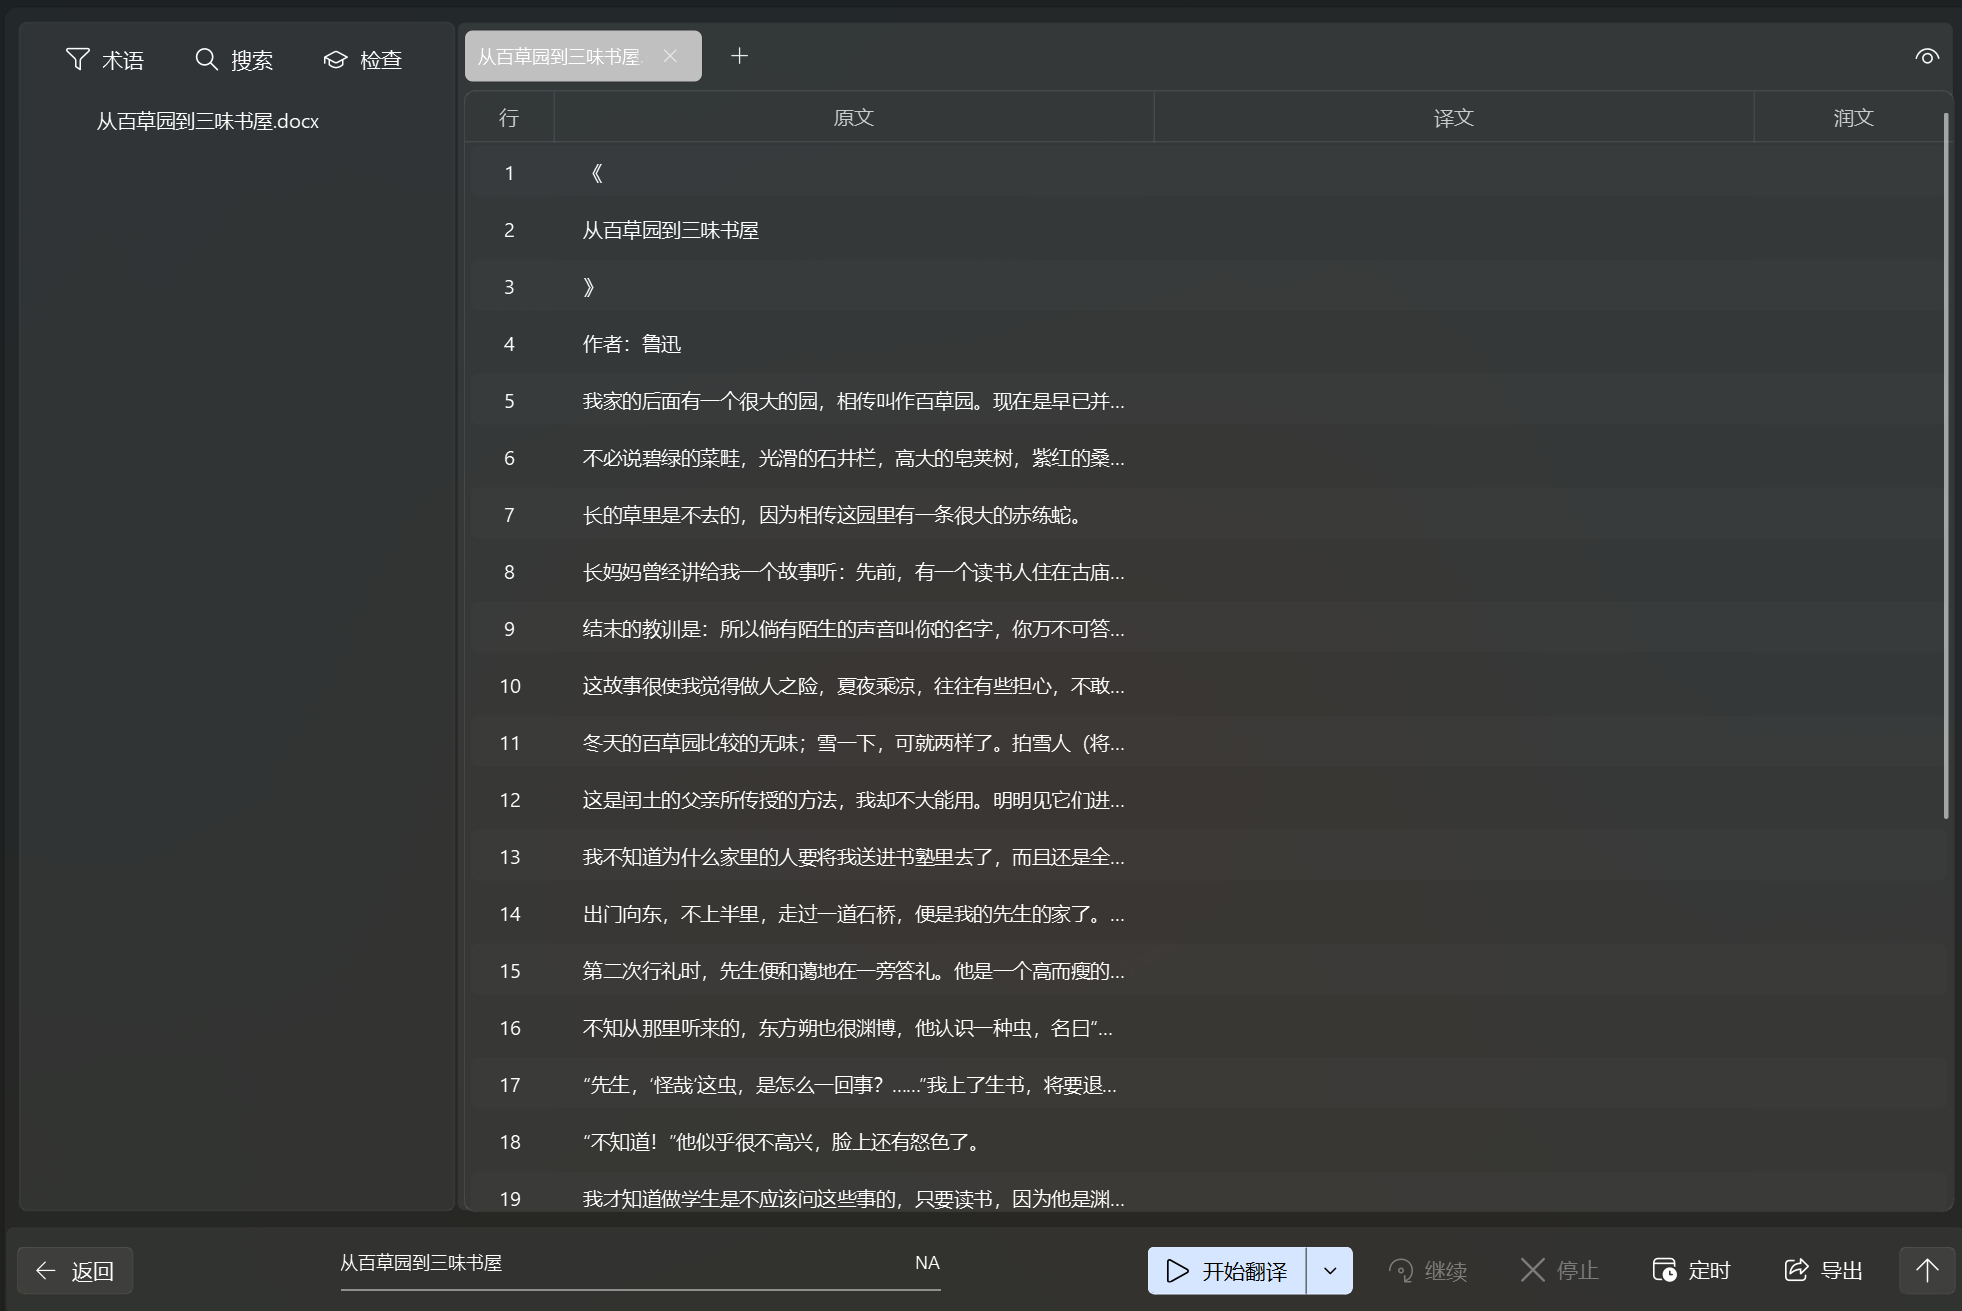 术语 搜索 检查
从百草园到三味书屋.docx
从百草园到三味书屋.
行 原文 译文 润文
1 《
2 从百草园到三味书屋
3 》
4 作者：鲁迅
5 我家的后面有一个很大的园，相传叫作百草园。现在是早已并...
6 不必说碧绿的菜畦，光滑的石井栏，高大的皂荚树，紫红的桑...
7 长的草里是不去的，因为相传这园里有一条很大的赤练蛇。
8 长妈妈曾经讲给我一个故事听：先前，有一个读书人住在古庙...
9 结末的教训是：所以倘有陌生的声音叫你的名字，你万不可答...
10 这故事很使我觉得做人之险，夏夜乘凉，往往有些担心，不敢...
11 冬天的百草园比较的无味；雪一下，可就两样了。拍雪人（将...
12 这是闰土的父亲所传授的方法，我却不大能用。明明见它们进...
13 我不知道为什么家里的人要将我送进书塾里去了，而且还是全...
14 出门向东，不上半里，走过一道石桥，便是我的先生的家了。...
15 第二次行礼时，先生便和蔼地在一旁答礼。他是一个高而瘦的...
16 不知从那里听来的，东方朔也很渊博，他认识一种虫，名曰“...
17 “先生，‘怪哉’这虫，是怎么一回事？……”我上了生书，将要退...
18 “不知道！”他似乎很不高兴，脸上还有怒色了。
19 我才知道做学生是不应该问这些事的，只要读书，因为他是渊...
返回 从百草园到三味书屋 NA 开始翻译 继续 停止 定时 导出